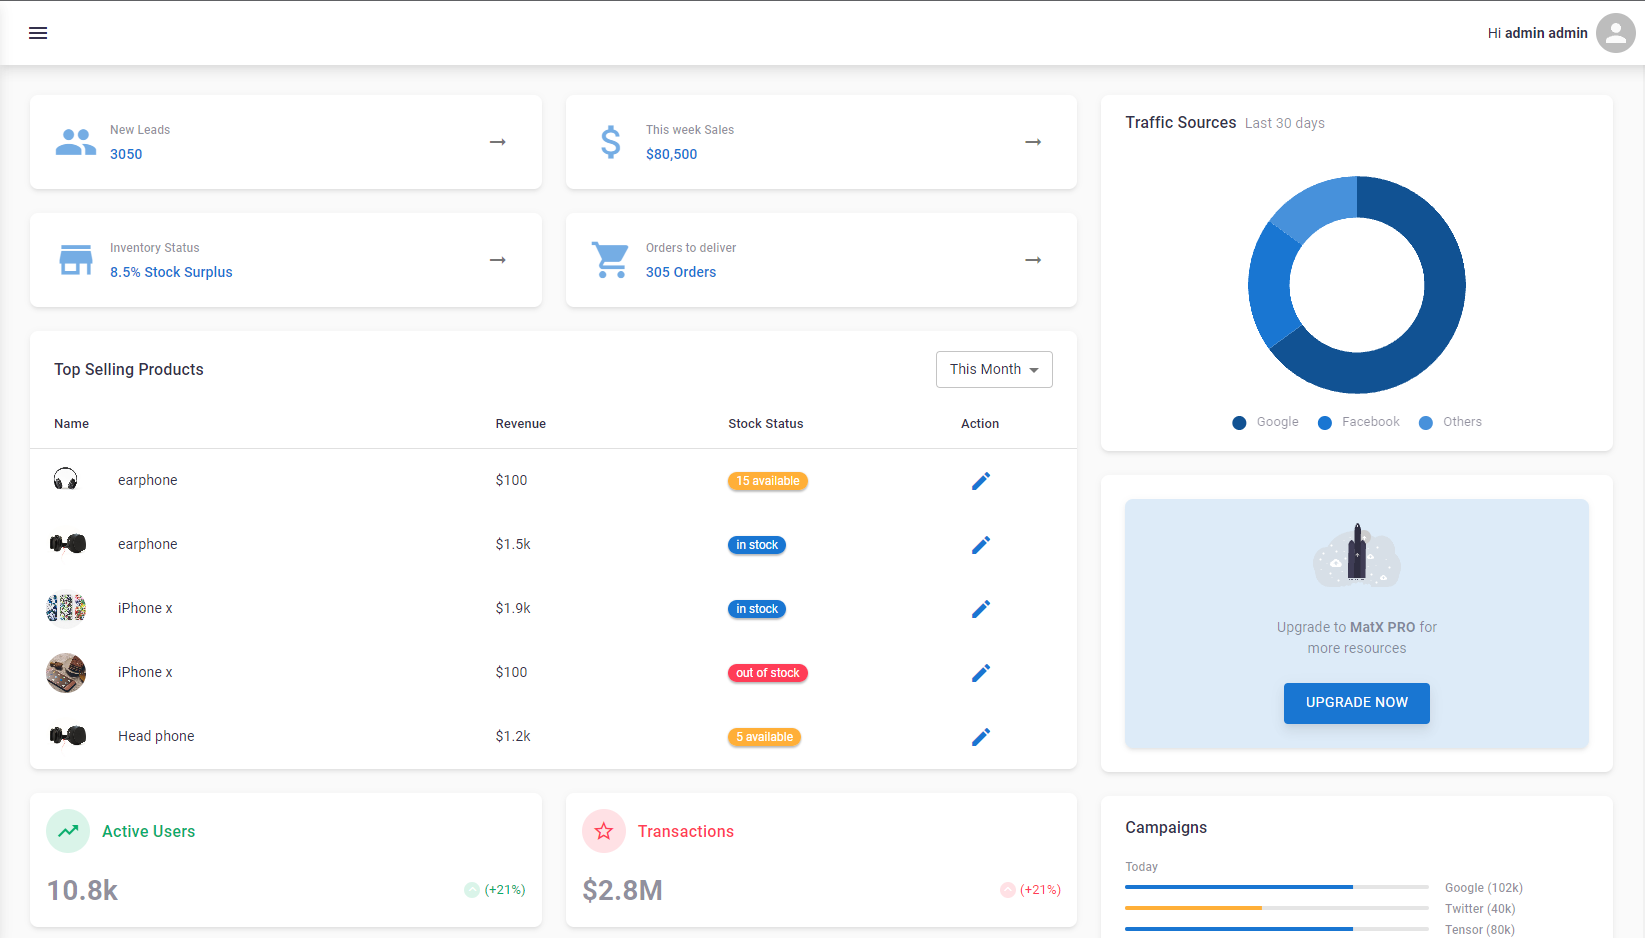 Hi admin admin
New Leads
3050
This week Sales
$80,500
Inventory Status
8.5% Stock Surplus
Orders to deliver
305 Orders
Top Selling Products
This Month
Name Revenue Stock Status Action
earphone $100 15 available
earphone $1.5k in stock
iPhone x $1.9k in stock
iPhone x $100 out of stock
Head phone $1.2k 5 available
Active Users
10.8k (+21%)
Transactions
$2.8M (+21%)
Traffic Sources Last 30 days
Google Facebook Others
Upgrade to MatX PRO for
more resources
UPGRADE NOW
Campaigns
Today
Google (102k)
Twitter (40k)
Tensor (80k)